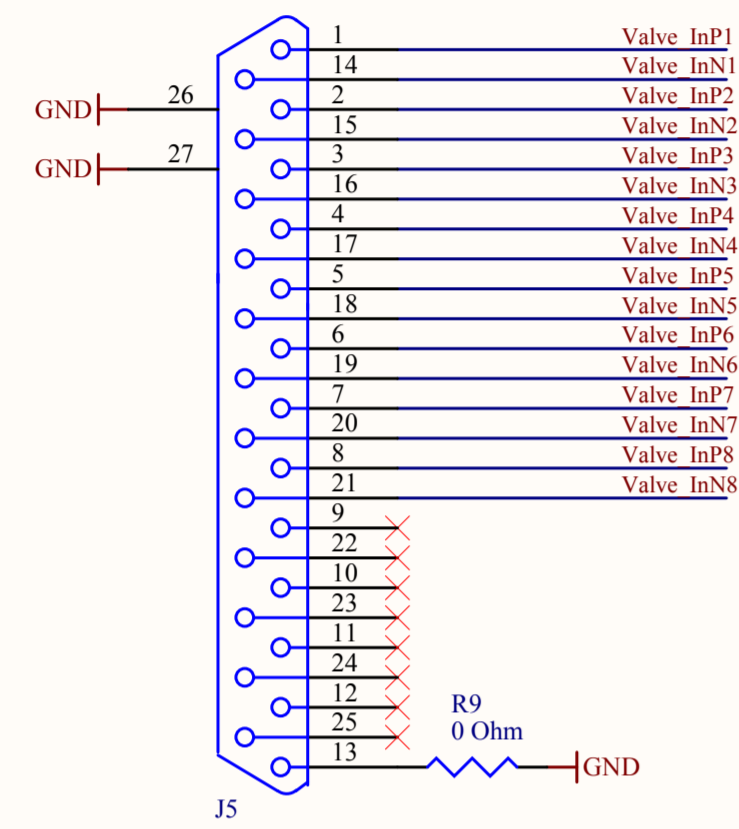 1 Valve_InP1
14 Valve_InN1
26 2 Valve_InP2
GND
15 Valve_InN2
27 3 Valve_InP3
GND
16 Valve_InN3
4 Valve_InP4
17 Valve_InN4
5 Valve_InP5
18 Valve_InN5
6 Valve_InP6
19 Valve_InN6
7 Valve_InP7
20 Valve_InN7
8 Valve_InP8
21 Valve_InN8
9
22
10
23
11
24
12
R9
25 0 Ohm
13
GND
J5